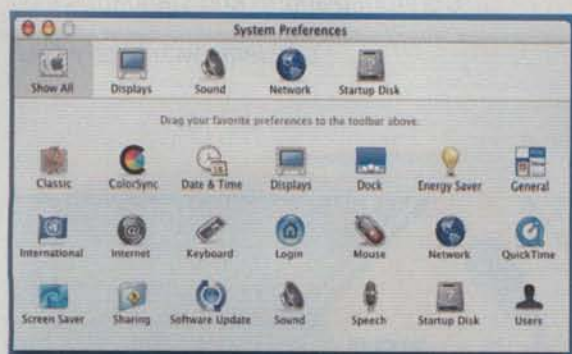 System Preferences
Show All Displays Sound Network Startup Disk
Drag your favorite preferences to the toolbar above.
Classic ColorSync Date & Time Displays Dock Energy Saver General
International Internet Keyboard Login Mouse Network QuickTime
Screen Saver Sharing Software Update Sound Speech Startup Disk Users